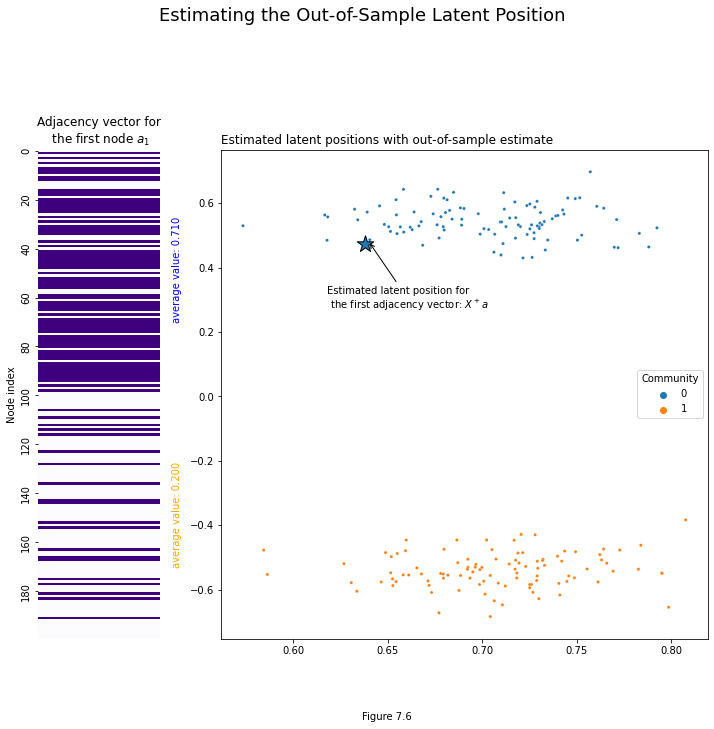 Estimating the Out-of-Sample Latent Position
Adjacency vector for
the first node a₁
Node index
0
20
40
60
80
100
120
140
160
180
average value: 0.710
average value: 0.200
Estimated latent positions with out-of-sample estimate
0.6
0.4
0.2
0.0
−0.2
−0.4
−0.6
0.60
0.65
0.70
0.75
0.80
Estimated latent position for
the first adjacency vector: X⁺a
Community
0
1
Figure 7.6